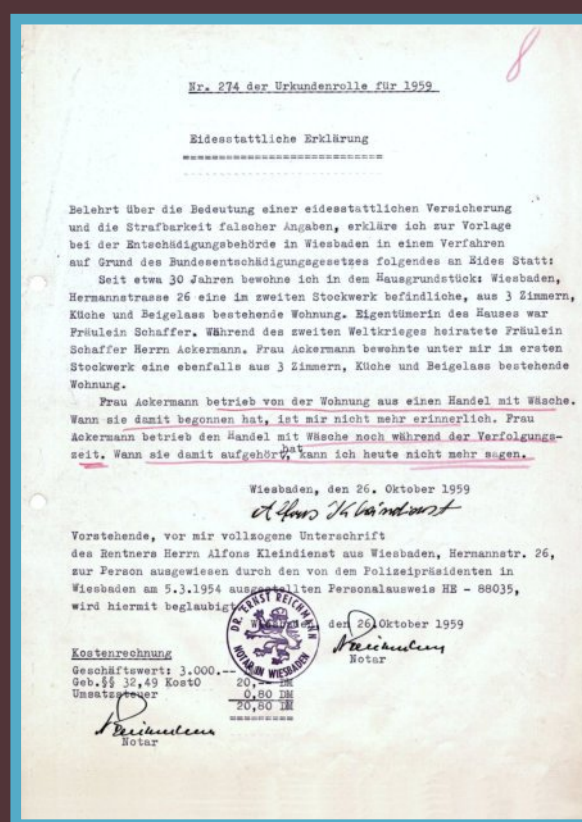 8
Nr. 274 der Urkundenrolle für 1959
Eidesstattliche Erklärung
============================
Belehrt über die Bedeutung einer eidesstattlichen Versicherung
und die Strafbarkeit falscher Angaben, erkläre ich zur Vorlage
bei der Entschädigungsbehörde in Wiesbaden in einem Verfahren
auf Grund des Bundesentschädigungsgesetzes folgendes an Eides Statt:
Seit etwa 30 Jahren bewohne ich in dem Hausgrundstück: Wiesbaden,
Hermannstrasse 26 eine im zweiten Stockwerk befindliche, aus 3 Zimmern,
Küche und Beigelass bestehende Wohnung. Eigentümerin des Hauses war
Fräulein Schaffer. Während des zweiten Weltkrieges heiratete Fräulein
Schaffer Herrn Ackermann. Frau Ackermann bewohnte unter mir im ersten
Stockwerk eine ebenfalls aus 3 Zimmern, Küche und Beigelass bestehende
Wohnung.
Frau Ackermann betrieb von der Wohnung aus einen Handel mit Wäsche.
Wann sie damit begonnen hat, ist mir nicht mehr erinnerlich. Frau
Ackermann betrieb den Handel mit Wäsche noch während der Verfolgungs-
zeit. Wann sie damit aufgehört hat, kann ich heute nicht mehr sagen.
Wiesbaden, den 26. Oktober 1959
Alfons Kleindienst
Vorstehende, vor mir vollzogene Unterschrift
des Rentners Herrn Alfons Kleindienst aus Wiesbaden, Hermannstr. 26,
zur Person ausgewiesen durch den von dem Polizeipräsidenten in
Wiesbaden am 5.3.1954 ausgestellten Personalausweis HE - 88035,
wird hiermit beglaubigt
Wiesbaden, den 26.Oktober 1959
DR. ERNST REICHMANN
NOTAR IN WIESBADEN
Notar
Kostenrechnung
Geschäftswert: 3.000.--
Geb.§§ 32,49 KostO 20,-- DM
Umsatzsteuer 0,80 DM
20,80 DM
=========
Notar